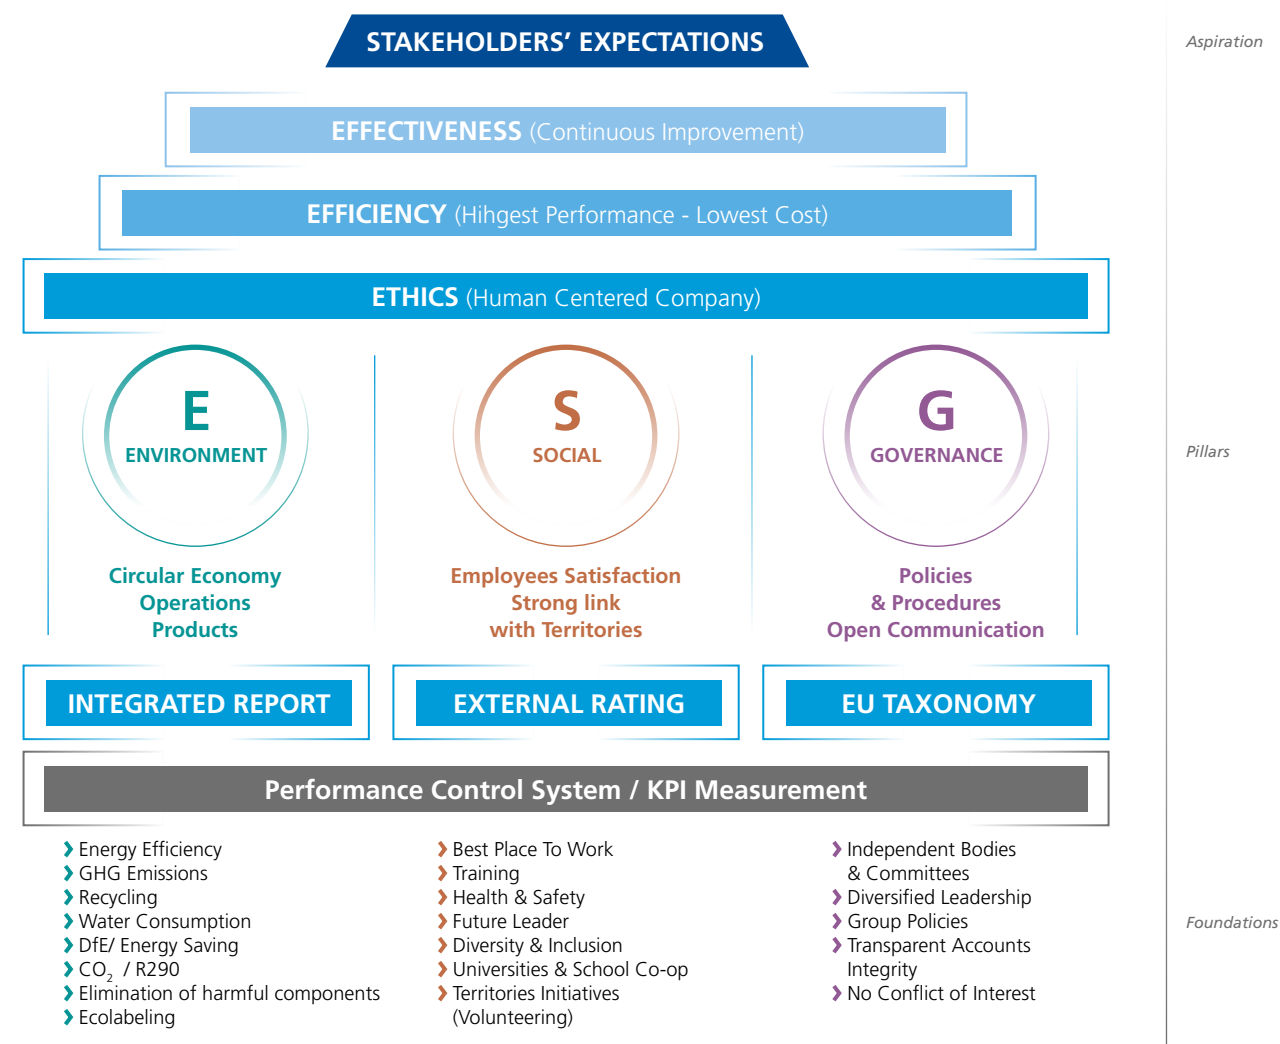 STAKEHOLDERS’ EXPECTATIONS
Aspiration
EFFECTIVENESS (Continuous Improvement)
EFFICIENCY (Hihgest Performance - Lowest Cost)
ETHICS (Human Centered Company)
E
ENVIRONMENT
Circular Economy
Operations
Products
S
SOCIAL
Employees Satisfaction
Strong link
with Territories
G
GOVERNANCE
Policies
& Procedures
Open Communication
Pillars
INTEGRATED REPORT
EXTERNAL RATING
EU TAXONOMY
Performance Control System / KPI Measurement
Energy Efficiency
GHG Emissions
Recycling
Water Consumption
DfE/ Energy Saving
CO2 / R290
Elimination of harmful components
Ecolabeling
Best Place To Work
Training
Health & Safety
Future Leader
Diversity & Inclusion
Universities & School Co-op
Territories Initiatives
(Volunteering)
Independent Bodies
& Committees
Diversified Leadership
Group Policies
Transparent Accounts
Integrity
No Conflict of Interest
Foundations